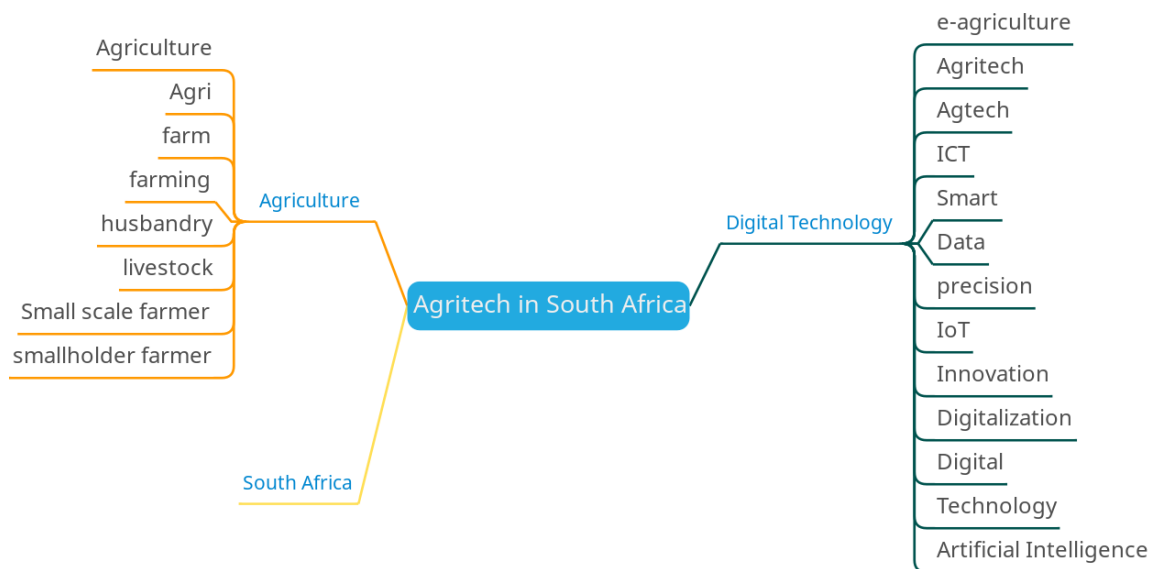 Agritech in South Africa
Agriculture
Agriculture
Agri
farm
farming
husbandry
livestock
Small scale farmer
smallholder farmer
South Africa
Digital Technology
e-agriculture
Agritech
Agtech
ICT
Smart
Data
precision
IoT
Innovation
Digitalization
Digital
Technology
Artificial Intelligence